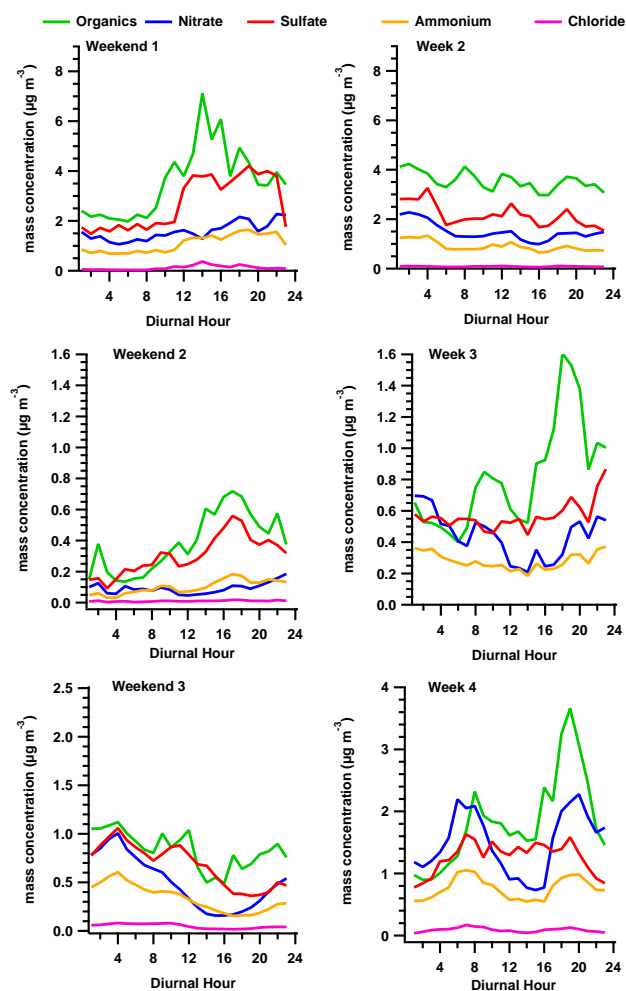 Organics Nitrate Sulfate Ammonium Chloride
Weekend 1
mass concentration (µg m⁻³)
8
6
4
2
0
0 4 8 12 16 20 24
Diurnal Hour
Week 2
mass concentration (µg m⁻³)
8
6
4
2
0
4 8 12 16 20 24
Diurnal Hour
Weekend 2
mass concentration (µg m⁻³)
1.6
1.4
1.2
1.0
0.8
0.6
0.4
0.2
0.0
4 8 12 16 20 24
Diurnal Hour
Week 3
mass concentration (µg m⁻³)
1.6
1.4
1.2
1.0
0.8
0.6
0.4
0.2
0.0
4 8 12 16 20 24
Diurnal Hour
Weekend 3
mass concentration (µg m⁻³)
2.5
2.0
1.5
1.0
0.5
0.0
4 8 12 16 20 24
Diurnal Hour
Week 4
mass concentration (µg m⁻³)
4
3
2
1
0
4 8 12 16 20 24
Diurnal Hour